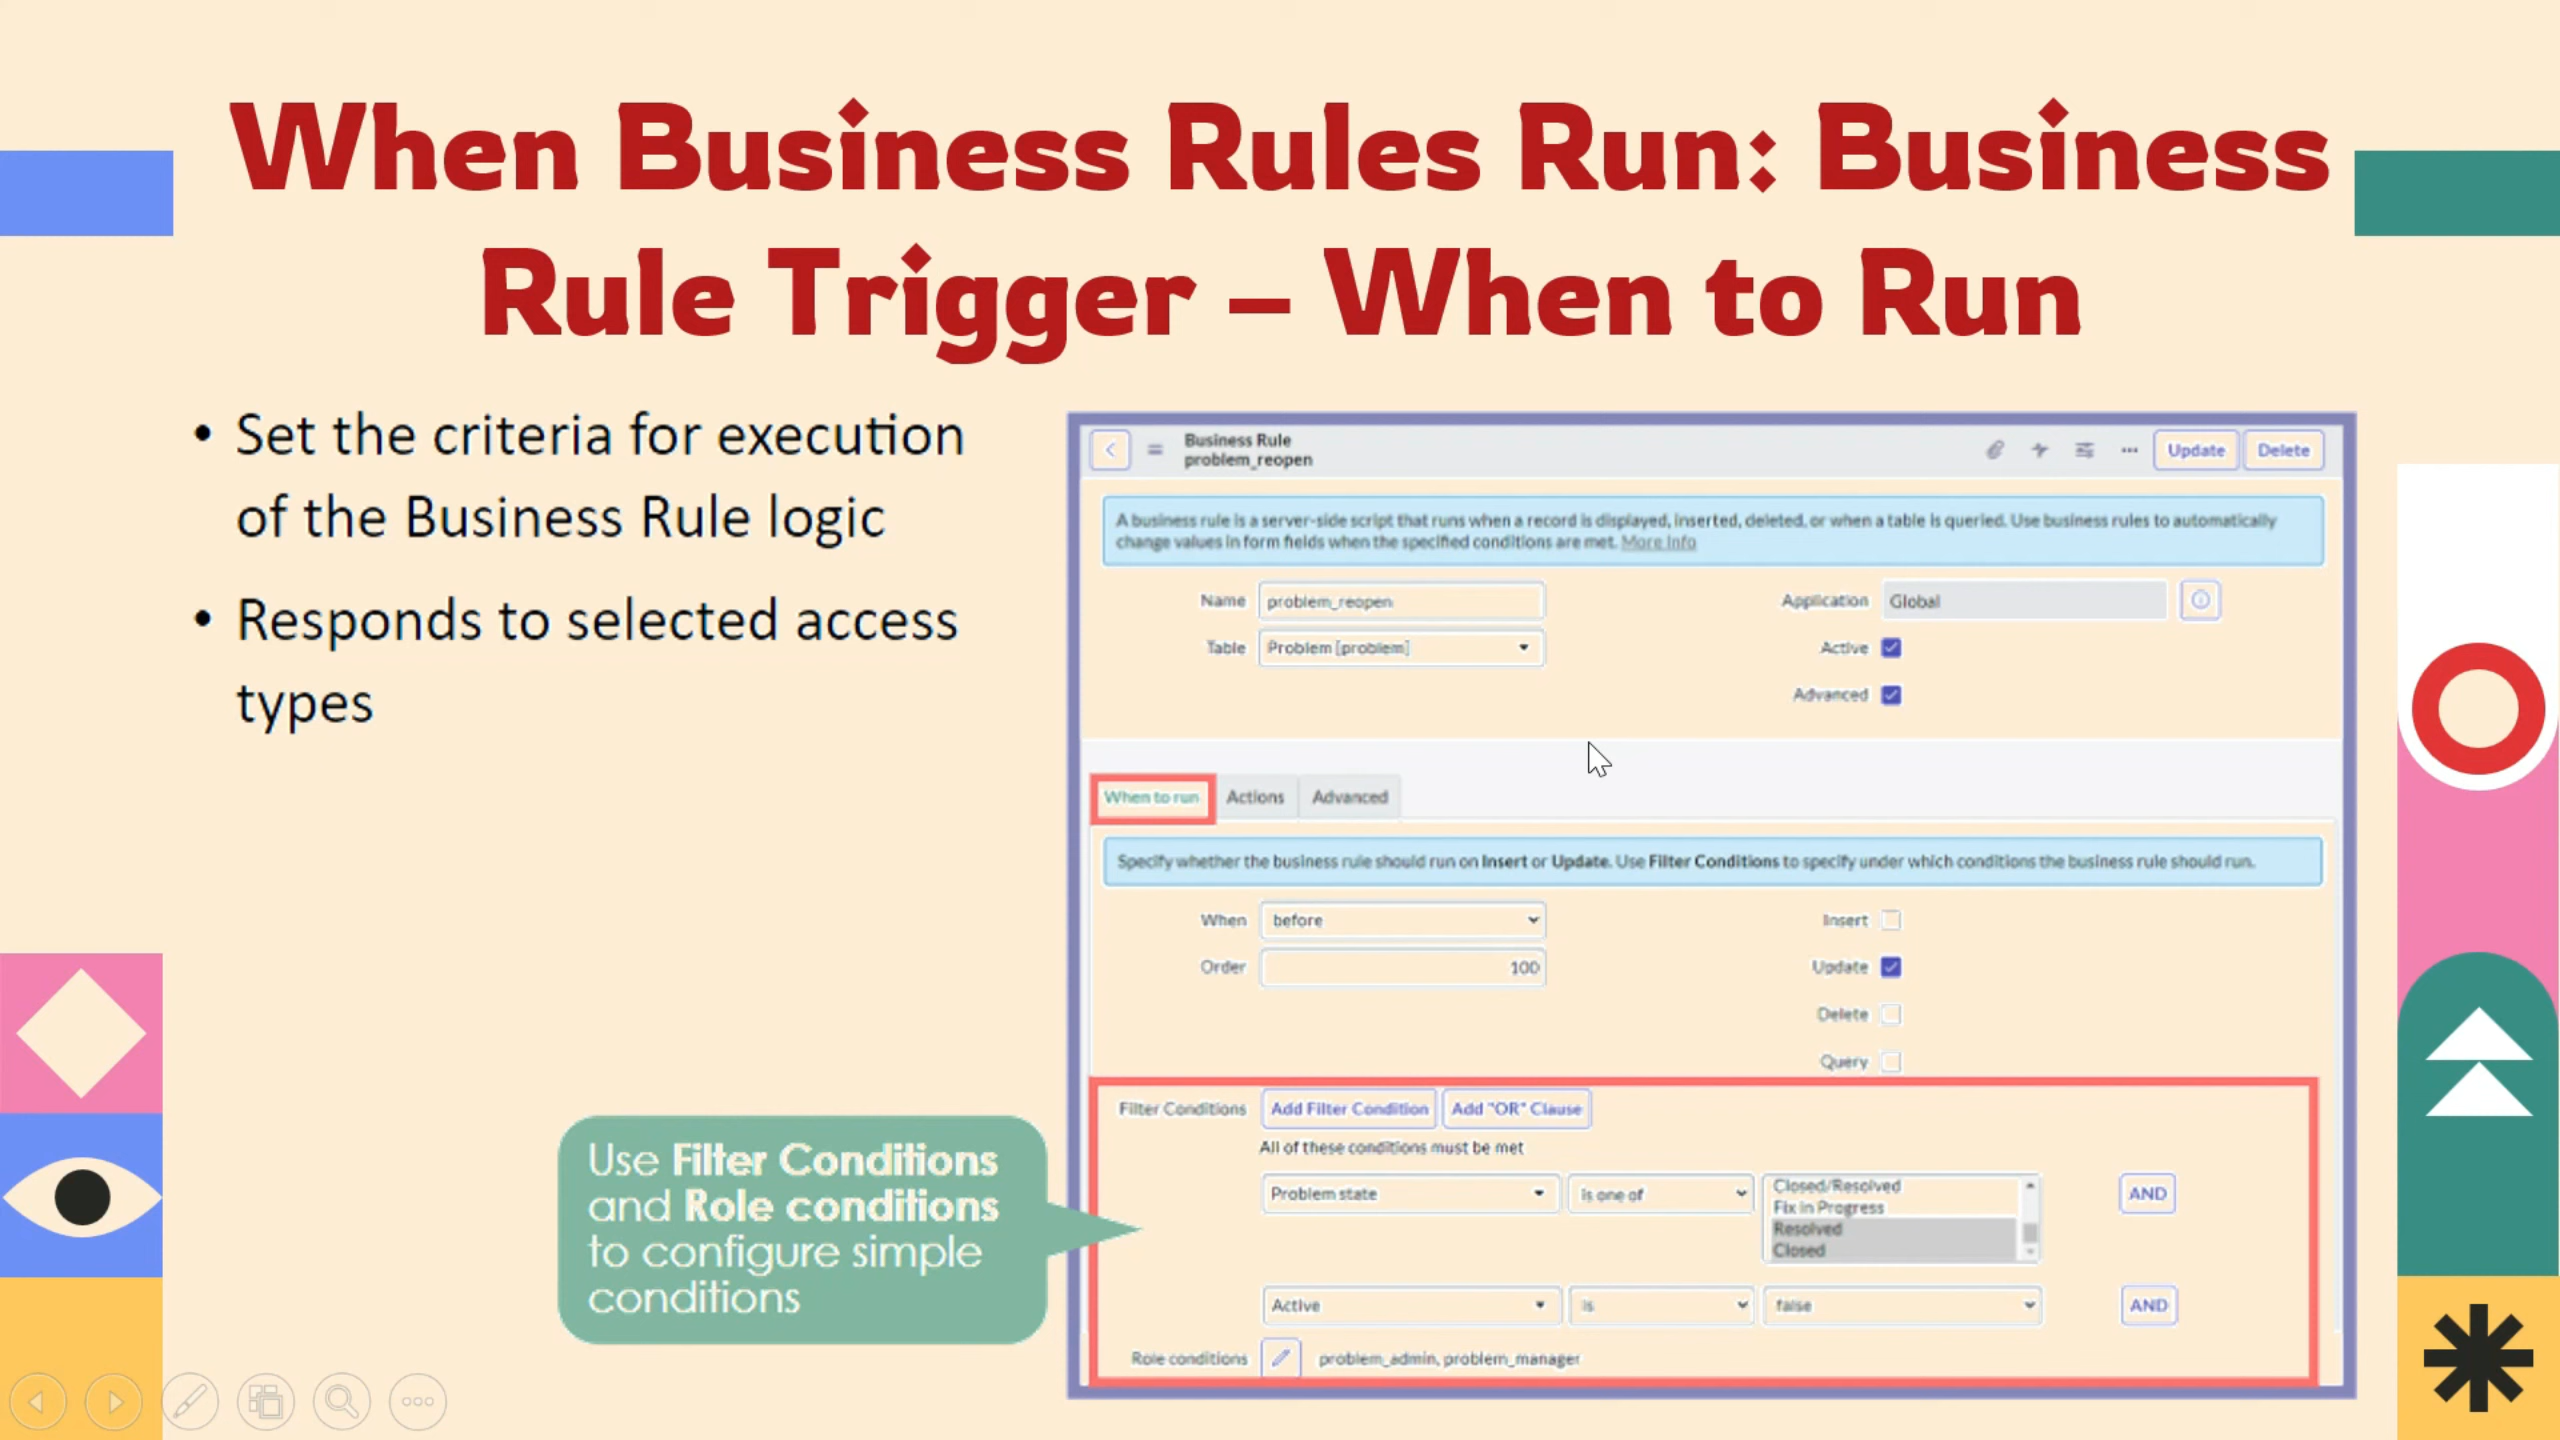 When Business Rules Run: Business
Rule Trigger – When to Run
• Set the criteria for execution
of the Business Rule logic
• Responds to selected access
types
Business Rule
problem_reopen
Update
Delete
A business rule is a server-side script that runs when a record is displayed, inserted, deleted, or when a table is queried. Use business rules to automatically
change values in form fields when the specified conditions are met. More Info
Name problem_reopen
Application Global
Table Problem [problem]
Active
Advanced
When to run
Actions
Advanced
Specify whether the business rule should run on Insert or Update. Use Filter Conditions to specify under which conditions the business rule should run.
When before
Insert
Order 100
Update
Delete
Query
Filter Conditions Add Filter Condition Add "OR" Clause
All of these conditions must be met
Problem state is one of
Closed/Resolved
Fix in Progress
Resolved
Closed
AND
Active is false AND
Role conditions problem_admin, problem_manager
Use Filter Conditions
and Role conditions
to configure simple
conditions